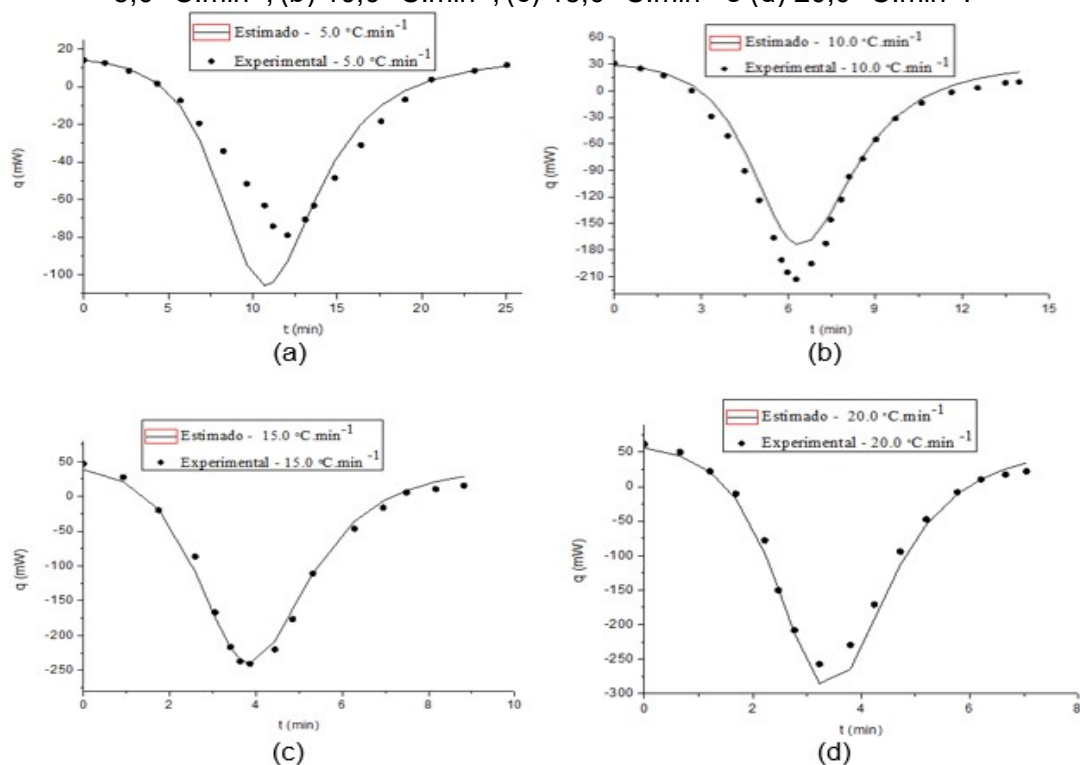 5,0 °C.min⁻¹, (b) 10,0 °C.min⁻¹, (c) 15,0 °C.min⁻¹ e (d) 20,0 °C.min⁻¹.
Estimado - 5.0 °C.min⁻¹
Experimental - 5.0 °C.min⁻¹
20
0
-20
-40
-60
-80
-100
q (mW)
0 5 10 15 20 25
t (min)
(a)
Estimado - 10.0 °C.min⁻¹
Experimental - 10.0 °C.min⁻¹
60
30
0
-30
-60
-90
-120
-150
-180
-210
q (mW)
0 3 6 9 12 15
t (min)
(b)
Estimado - 15.0 °C.min⁻¹
Experimental - 15.0 °C.min⁻¹
50
0
-50
-100
-150
-200
-250
q (mW)
0 2 4 6 8 10
t (min)
(c)
Estimado - 20.0 °C.min⁻¹
Experimental - 20.0 °C.min⁻¹
50
0
-50
-100
-150
-200
-250
-300
q (mW)
0 2 4 6 8
t (min)
(d)